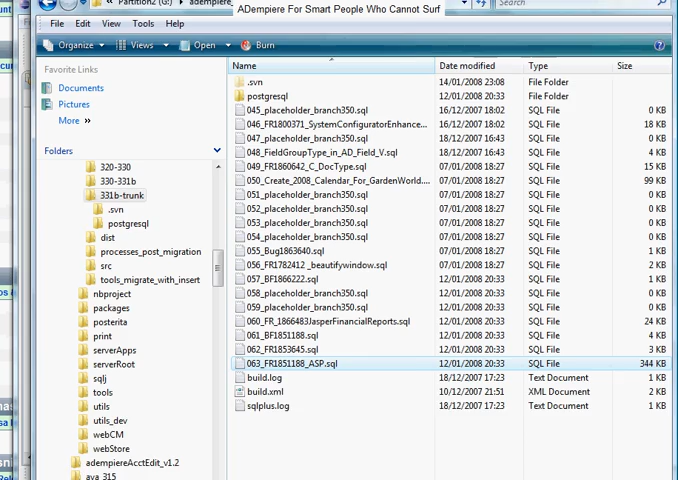 Partition2 (G:)
adempiere_
Search
ADempiere For Smart People Who Cannot Surf
File Edit View Tools Help
Organize Views Open Burn
Favorite Links
Documents
Pictures
More »
Folders
320-330
330-331b
331b-trunk
.svn
postgresql
dist
processes_post_migration
src
tools_migrate_with_insert
nbproject
packages
posterita
print
serverApps
serverRoot
sqlj
tools
utils
utils_dev
webCM
webStore
adempiereAcctEdit_v1.2
aya_315
Name Date modified Type Size
.svn 14/01/2008 23:08 File Folder
postgresql 12/01/2008 20:33 File Folder
045_placeholder_branch350.sql 16/12/2007 18:02 SQL File 0 KB
046_FR1800371_SystemConfiguratorEnhance... 16/12/2007 18:02 SQL File 18 KB
047_placeholder_branch350.sql 18/12/2007 16:43 SQL File 0 KB
048_FieldGroupType_in_AD_Field_V.sql 18/12/2007 16:43 SQL File 4 KB
049_FR1860642_C_DocType.sql 07/01/2008 18:27 SQL File 15 KB
050_Create_2008_Calendar_For_GardenWorld.... 07/01/2008 18:27 SQL File 99 KB
051_placeholder_branch350.sql 07/01/2008 18:27 SQL File 0 KB
052_placeholder_branch350.sql 07/01/2008 18:27 SQL File 0 KB
053_placeholder_branch350.sql 07/01/2008 18:27 SQL File 0 KB
054_placeholder_branch350.sql 07/01/2008 18:27 SQL File 0 KB
055_Bug1863640.sql 07/01/2008 18:27 SQL File 1 KB
056_FR1782412 _beautifywindow.sql 07/01/2008 18:27 SQL File 2 KB
057_BF1866222.sql 12/01/2008 20:33 SQL File 1 KB
058_placeholder_branch350.sql 12/01/2008 20:33 SQL File 0 KB
059_placeholder_branch350.sql 12/01/2008 20:33 SQL File 0 KB
060_FR_1866483JasperFinancialReports.sql 12/01/2008 20:33 SQL File 24 KB
061_BF1851188.sql 12/01/2008 20:33 SQL File 4 KB
062_FR1853645.sql 12/01/2008 20:33 SQL File 3 KB
063_FR1851188_ASP.sql 12/01/2008 20:33 SQL File 344 KB
build.log 18/12/2007 17:23 Text Document 1 KB
build.xml 10/12/2007 21:51 XML Document 2 KB
sqlplus.log 18/12/2007 17:23 Text Document 1 KB